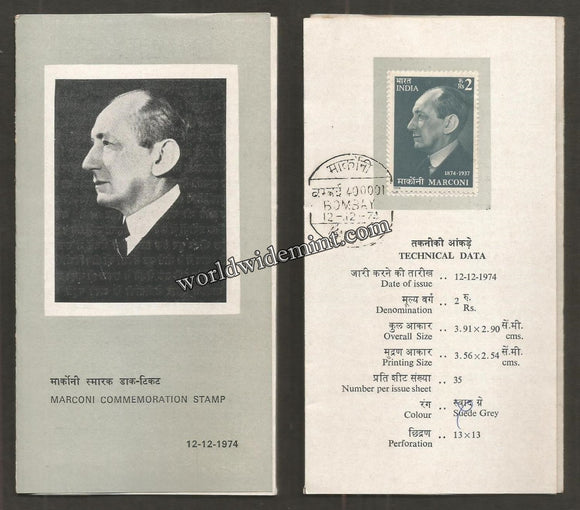 मार्कोनी स्मारक डाक-टिकट
MARCONI COMMEMORATION STAMP
12-12-1974
भारत रु. 2
INDIA Rs
1874-1937
मार्कोनी MARCONI
मार्कोनी
बम्बई 400001
BOMBAY
12-12-74
worldwidemint.com
तकनीकी आंकड़े
TECHNICAL DATA
जारी करने की तारीख .. 12-12-1974
Date of issue
मूल्य वर्ग .. 2 रु.
Denomination Rs.
कुल आकार .. 3.91×2.90 सें.मी.
Overall Size cms.
मुद्रण आकार .. 3.56×2.54 सें.मी.
Printing Size cms.
प्रति शीट संख्या .. 35
Number per issue sheet
रंग .. स्वाद ग्रे
Colour Suede Grey
छिद्रण .. 13×13
Perforation